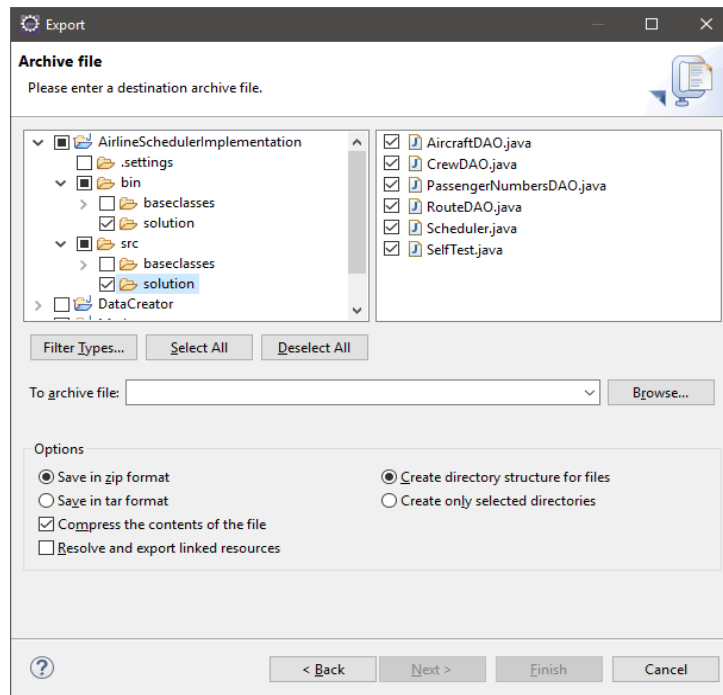 Export
Archive file
Please enter a destination archive file.
AirlineSchedulerImplementation
.settings
bin
baseclasses
solution
src
baseclasses
solution
DataCreator
AircraftDAO.java
CrewDAO.java
PassengerNumbersDAO.java
RouteDAO.java
Scheduler.java
SelfTest.java
Filter Types...
Select All
Deselect All
To archive file:
Browse...
Options
Save in zip format
Save in tar format
Compress the contents of the file
Resolve and export linked resources
Create directory structure for files
Create only selected directories
?
< Back
Next >
Finish
Cancel